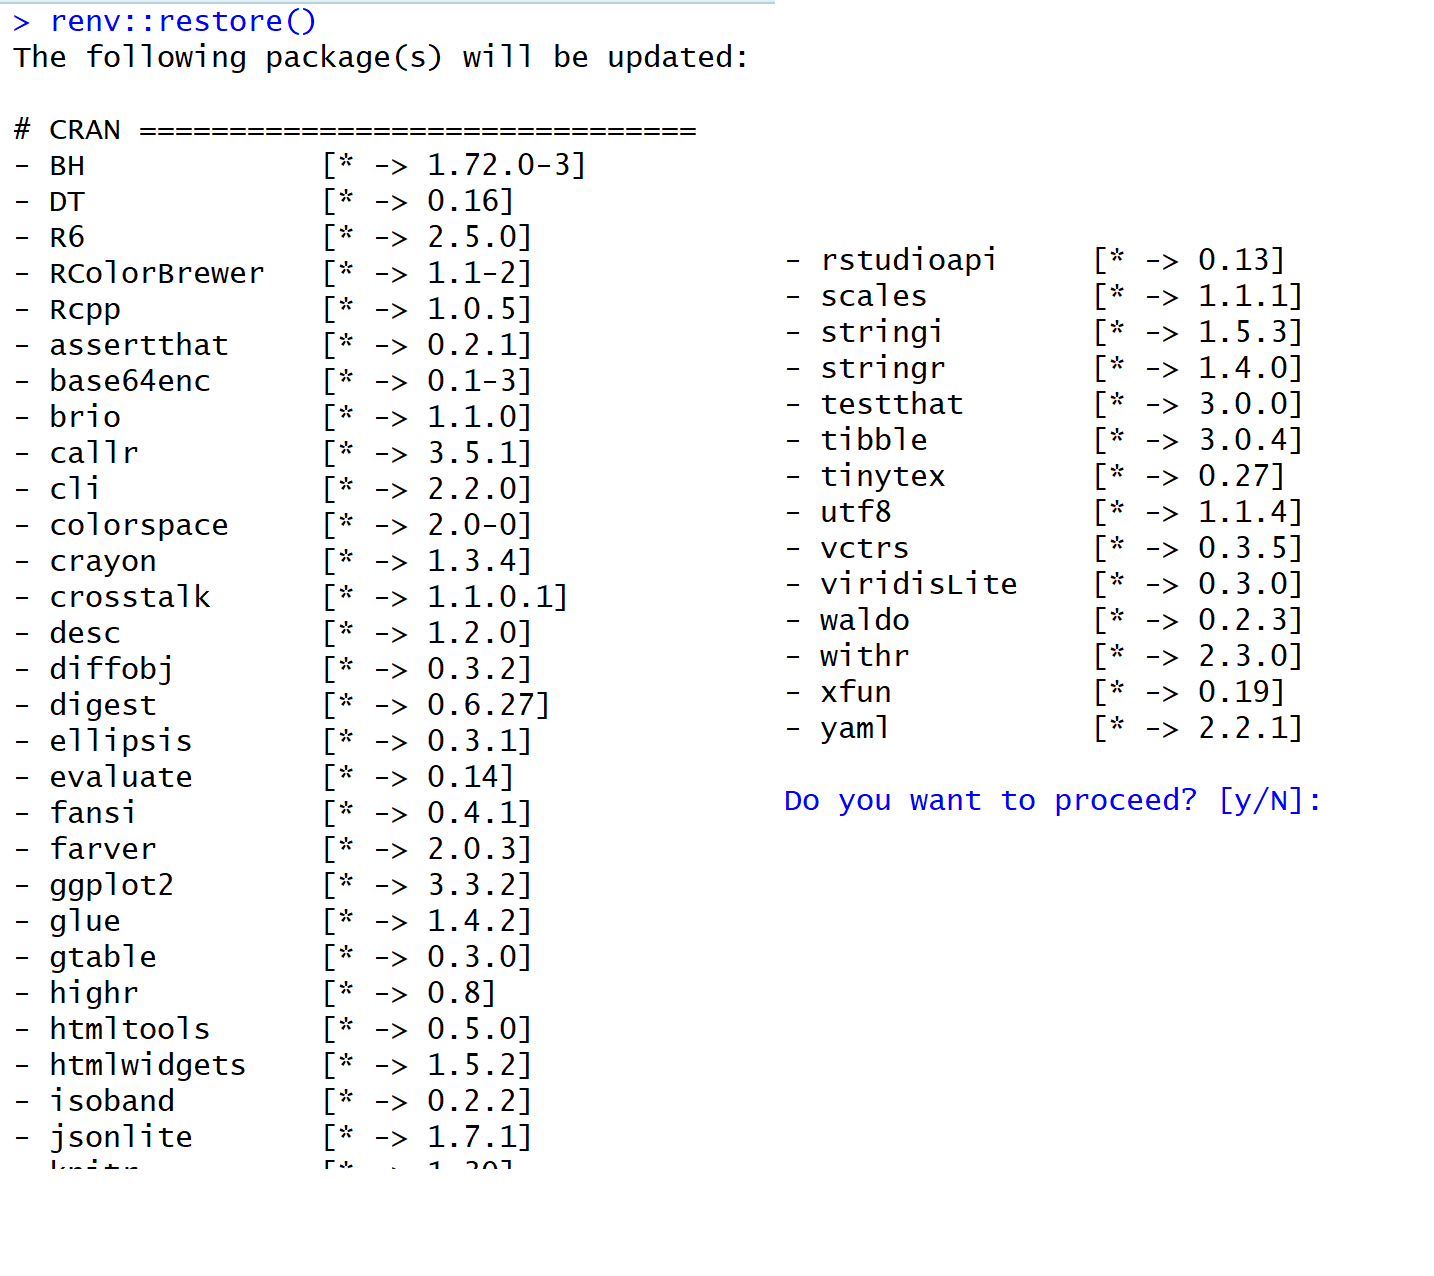 > renv::restore()
The following package(s) will be updated:
# CRAN ===============================
- BH [* -> 1.72.0-3]
- DT [* -> 0.16]
- R6 [* -> 2.5.0]
- RColorBrewer [* -> 1.1-2]
- Rcpp [* -> 1.0.5]
- assertthat [* -> 0.2.1]
- base64enc [* -> 0.1-3]
- brio [* -> 1.1.0]
- callr [* -> 3.5.1]
- cli [* -> 2.2.0]
- colorspace [* -> 2.0-0]
- crayon [* -> 1.3.4]
- crosstalk [* -> 1.1.0.1]
- desc [* -> 1.2.0]
- diffobj [* -> 0.3.2]
- digest [* -> 0.6.27]
- ellipsis [* -> 0.3.1]
- evaluate [* -> 0.14]
- fansi [* -> 0.4.1]
- farver [* -> 2.0.3]
- ggplot2 [* -> 3.3.2]
- glue [* -> 1.4.2]
- gtable [* -> 0.3.0]
- highr [* -> 0.8]
- htmltools [* -> 0.5.0]
- htmlwidgets [* -> 1.5.2]
- isoband [* -> 0.2.2]
- jsonlite [* -> 1.7.1]
- rstudioapi [* -> 0.13]
- scales [* -> 1.1.1]
- stringi [* -> 1.5.3]
- stringr [* -> 1.4.0]
- testthat [* -> 3.0.0]
- tibble [* -> 3.0.4]
- tinytex [* -> 0.27]
- utf8 [* -> 1.1.4]
- vctrs [* -> 0.3.5]
- viridisLite [* -> 0.3.0]
- waldo [* -> 0.2.3]
- withr [* -> 2.3.0]
- xfun [* -> 0.19]
- yaml [* -> 2.2.1]
Do you want to proceed? [y/N]: